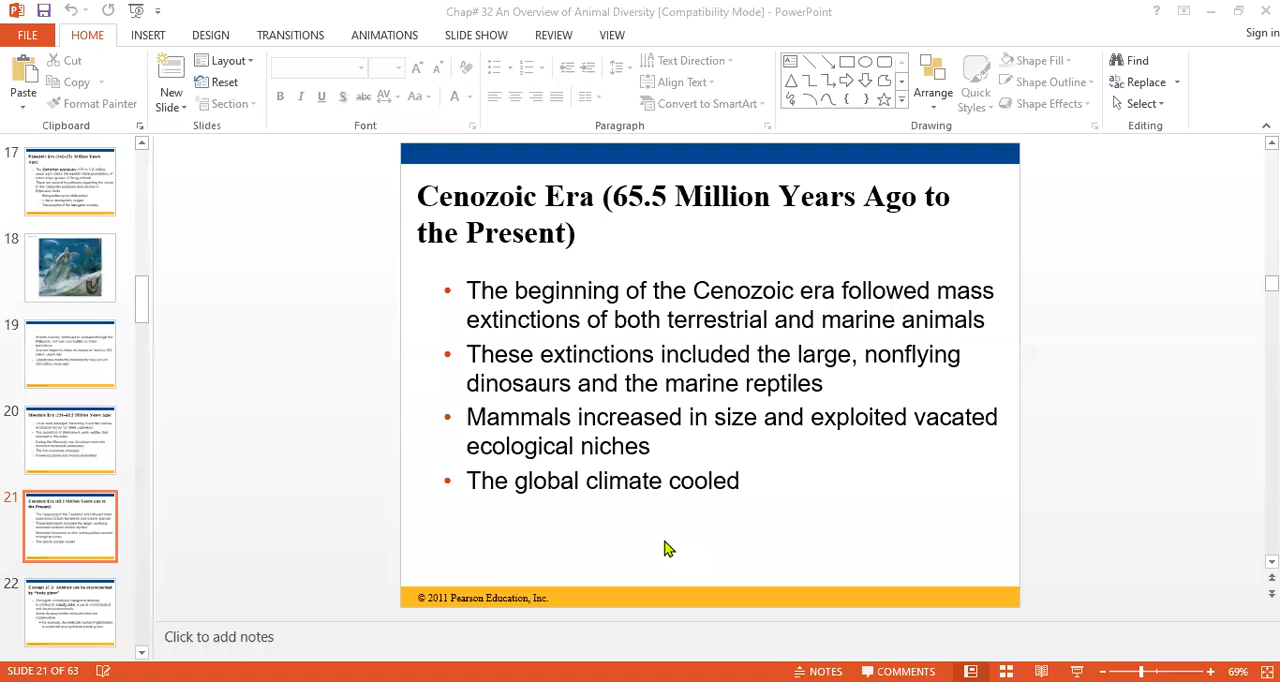 Chap# 32 An Overview of Animal Diversity [Compatibility Mode] - PowerPoint
Sign in
FILE HOME INSERT DESIGN TRANSITIONS ANIMATIONS SLIDE SHOW REVIEW VIEW
Paste
Cut
Copy
Format Painter
Clipboard
New Slide
Layout
Reset
Section
Slides
B I U S abc AV Aa A
Font
Text Direction
Align Text
Convert to SmartArt
Paragraph
Arrange
Quick Styles
Shape Fill
Shape Outline
Shape Effects
Drawing
Find
Replace
Select
Editing
17
18
19
20
21
22
Cenozoic Era (65.5 Million Years Ago to
the Present)
• The beginning of the Cenozoic era followed mass
extinctions of both terrestrial and marine animals
• These extinctions included the large, nonflying
dinosaurs and the marine reptiles
• Mammals increased in size and exploited vacated
ecological niches
• The global climate cooled
© 2011 Pearson Education, Inc.
Click to add notes
SLIDE 21 OF 63
NOTES
COMMENTS
69%